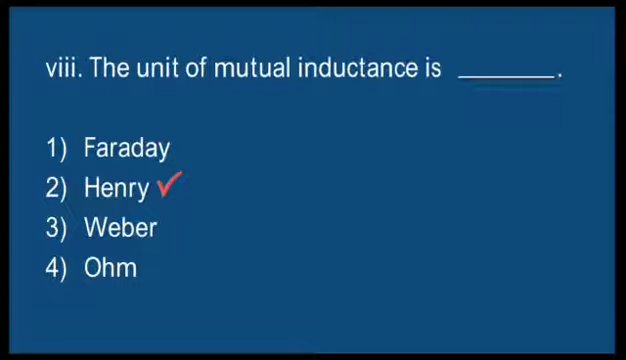 viii. The unit of mutual inductance is ________.
1) Faraday
2) Henry ✓
3) Weber
4) Ohm